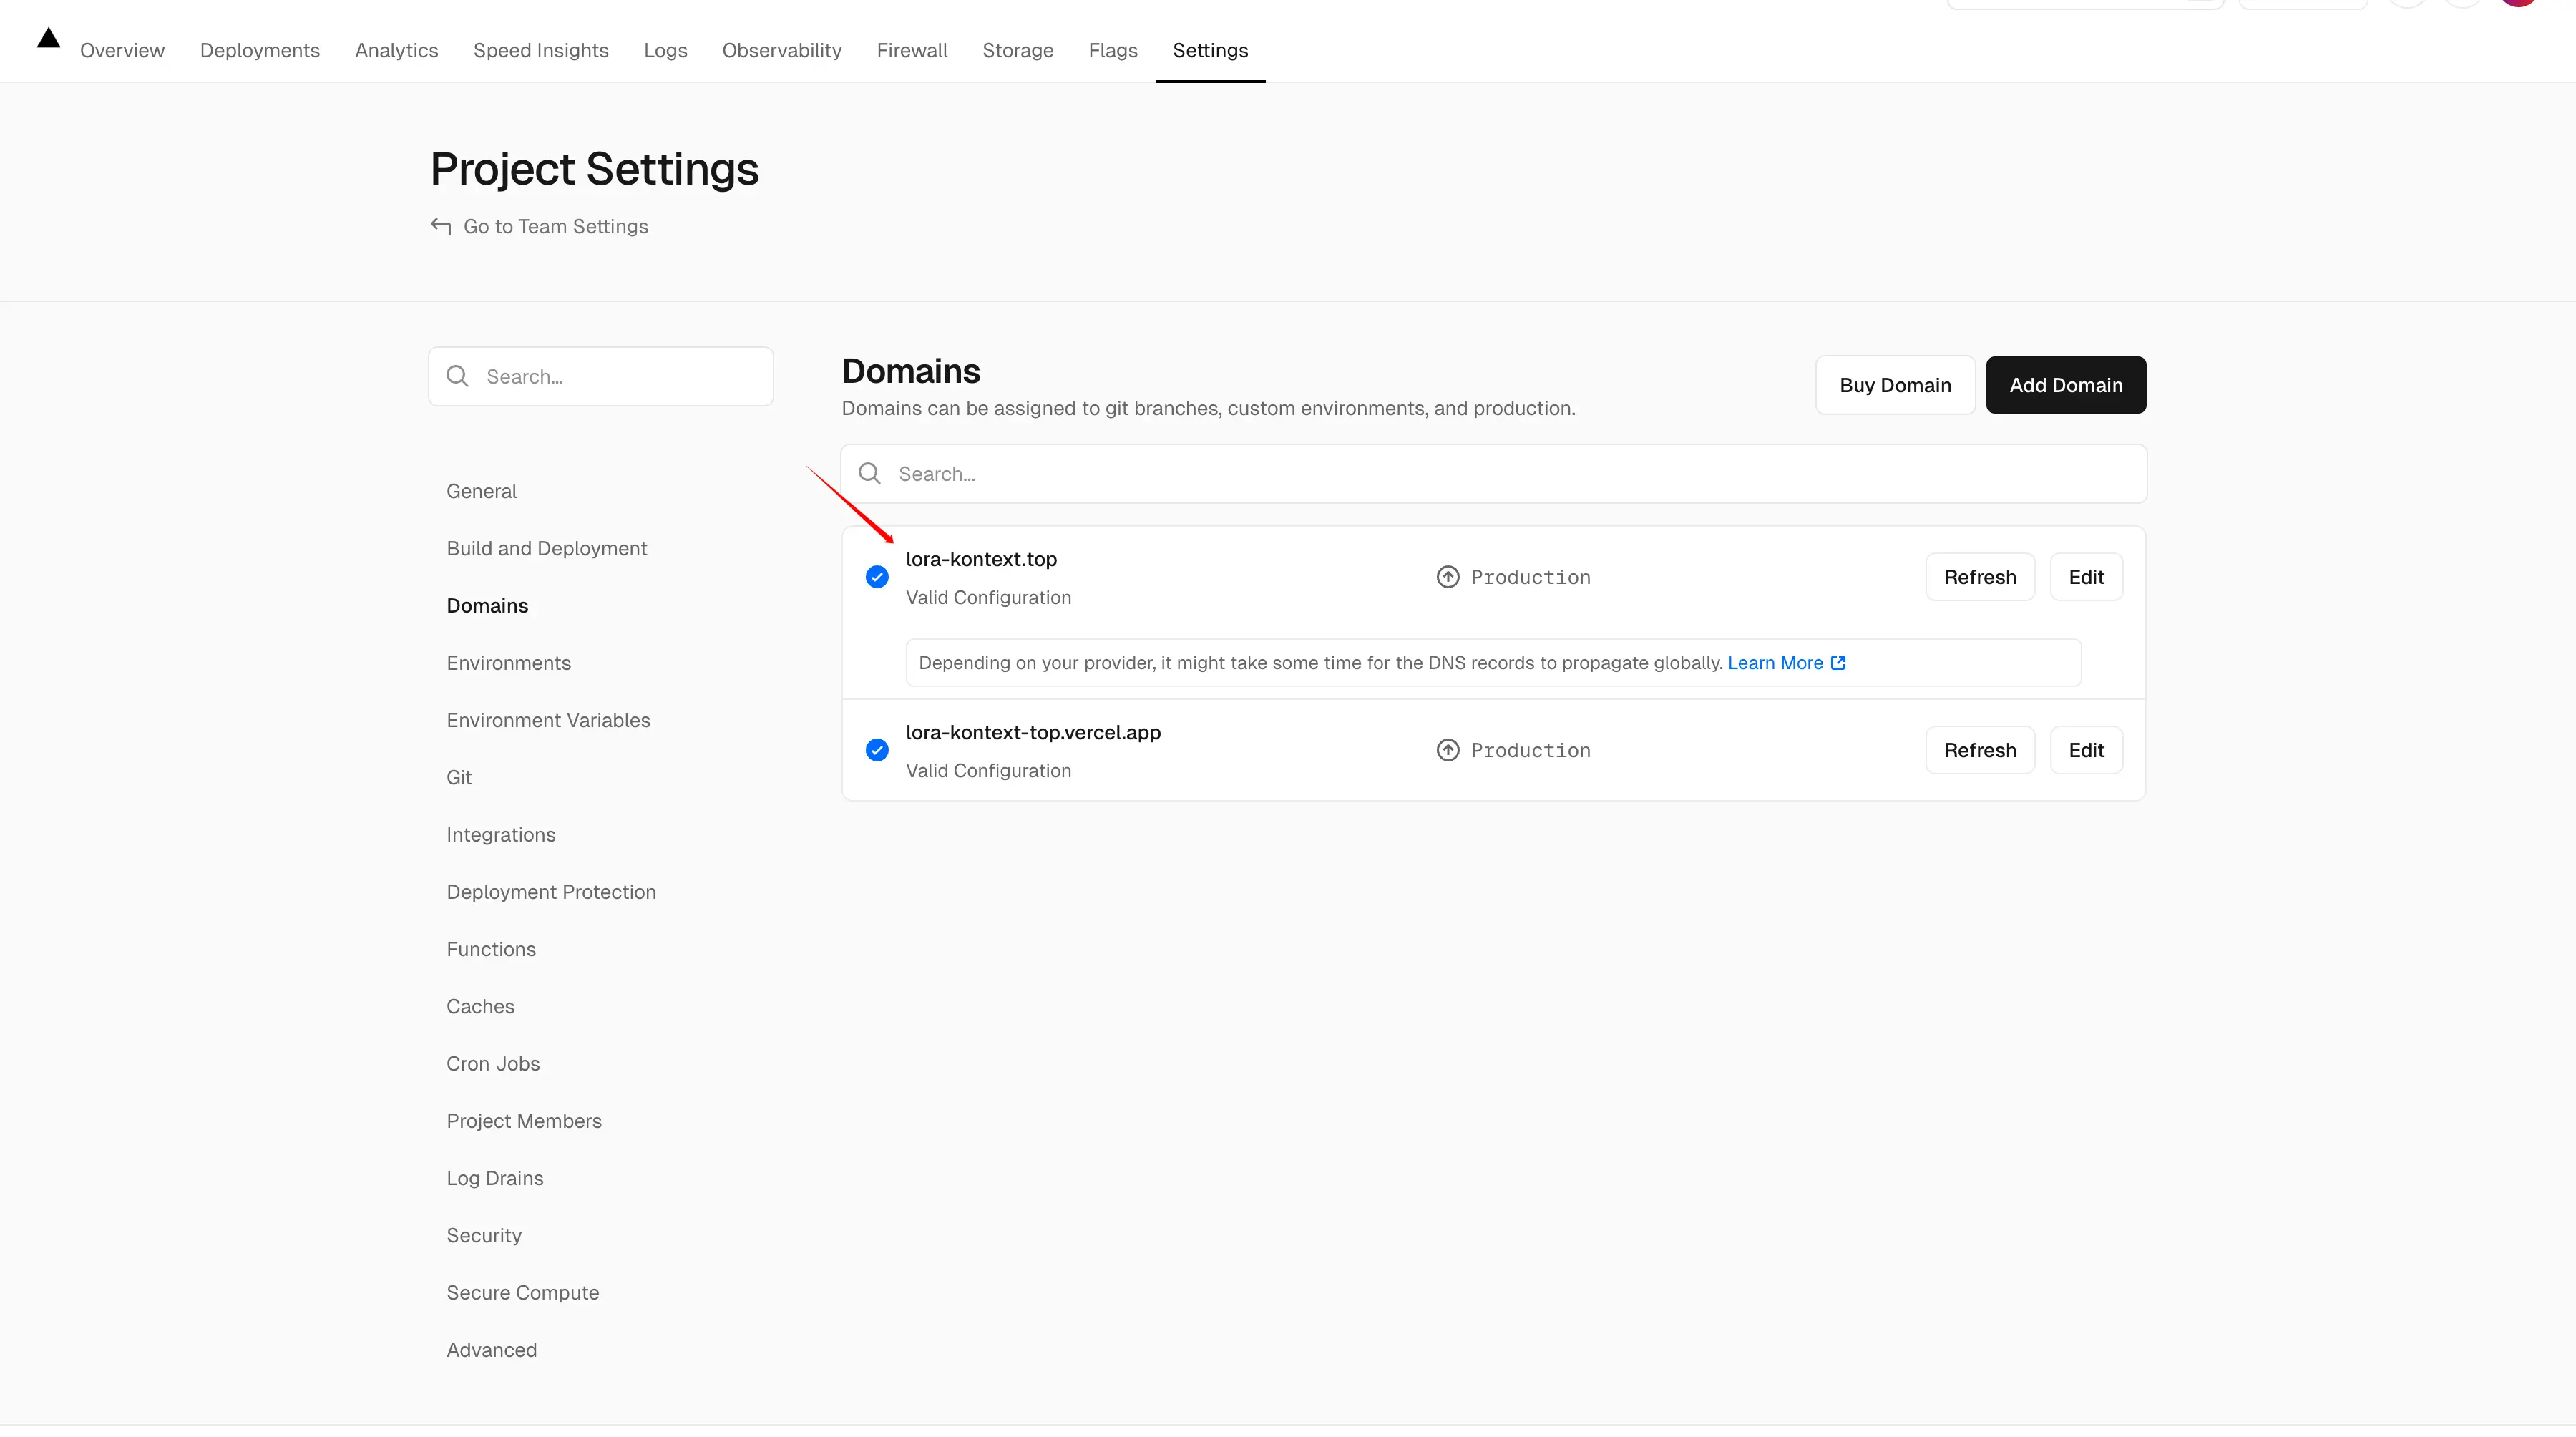 Overview Deployments Analytics Speed Insights Logs Observability Firewall Storage Flags Settings
Project Settings
Go to Team Settings
Search...
General
Build and Deployment
Domains
Environments
Environment Variables
Git
Integrations
Deployment Protection
Functions
Caches
Cron Jobs
Project Members
Log Drains
Security
Secure Compute
Advanced
Domains
Domains can be assigned to git branches, custom environments, and production.
Buy Domain
Add Domain
Search...
lora-kontext.top
Valid Configuration
Production
Refresh
Edit
Depending on your provider, it might take some time for the DNS records to propagate globally. Learn More
lora-kontext-top.vercel.app
Valid Configuration
Production
Refresh
Edit